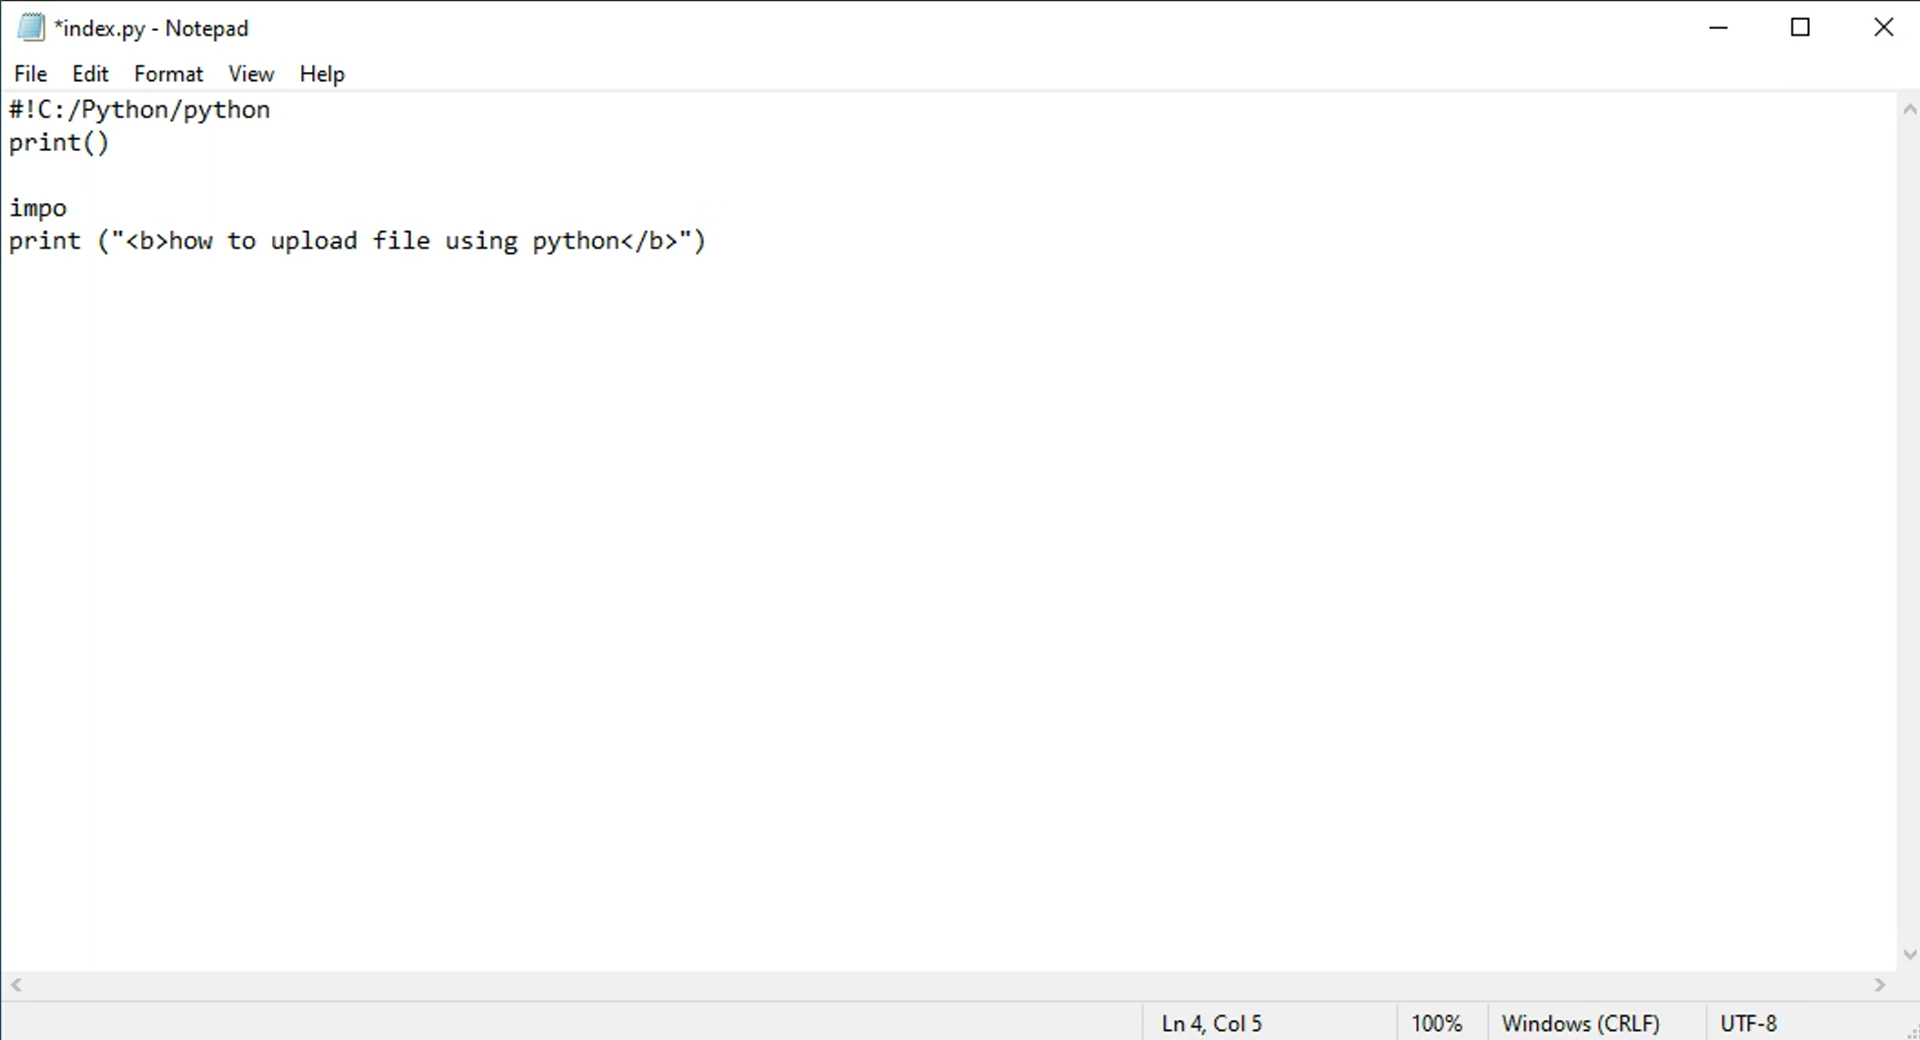 *index.py - Notepad
File Edit Format View Help
#!C:/Python/python
print()
impo
print ("<b>how to upload file using python</b>")
Ln 4, Col 5 100% Windows (CRLF) UTF-8